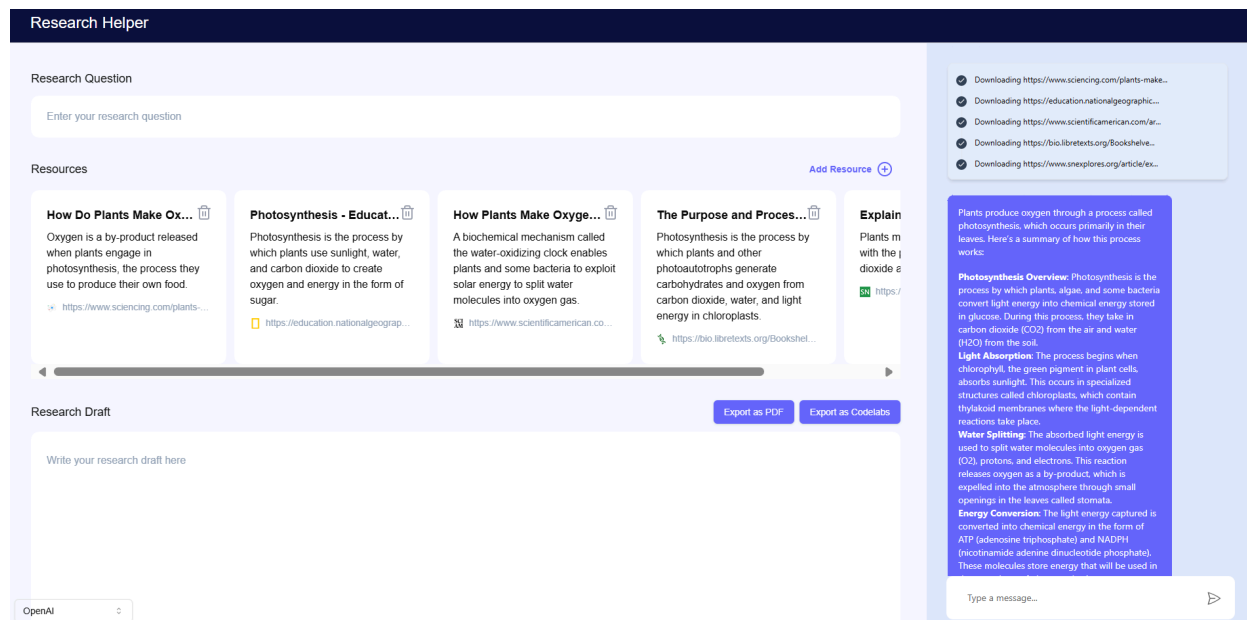 Research Helper
Research Question
Enter your research question
Resources
Add Resource
How Do Plants Make Ox...
Oxygen is a by-product released
when plants engage in
photosynthesis, the process they
use to produce their own food.
https://www.sciencing.com/plants-...
Photosynthesis - Educat...
Photosynthesis is the process by
which plants use sunlight, water,
and carbon dioxide to create
oxygen and energy in the form of
sugar.
https://education.nationalgeograp...
How Plants Make Oxyge...
A biochemical mechanism called
the water-oxidizing clock enables
plants and some bacteria to exploit
solar energy to split water
molecules into oxygen gas.
https://www.scientificamerican.co...
The Purpose and Proces...
Photosynthesis is the process by
which plants and other
photoautotrophs generate
carbohydrates and oxygen from
carbon dioxide, water, and light
energy in chloroplasts.
https://bio.libretexts.org/Bookshel...
Explain
Plants m
with the
dioxide a
SN https:/
Research Draft
Export as PDF
Export as Codelabs
Write your research draft here
OpenAI
Downloading https://www.sciencing.com/plants-make...
Downloading https://education.nationalgeographic....
Downloading https://www.scientificamerican.com/ar...
Downloading https://bio.libretexts.org/Bookshelve...
Downloading https://www.snexplores.org/article/ex...
Plants produce oxygen through a process called
photosynthesis, which occurs primarily in their
leaves. Here's a summary of how this process
works:
Photosynthesis Overview: Photosynthesis is the
process by which plants, algae, and some bacteria
convert light energy into chemical energy stored
in glucose. During this process, they take in
carbon dioxide (CO2) from the air and water
(H2O) from the soil.
Light Absorption: The process begins when
chlorophyll, the green pigment in plant cells,
absorbs sunlight. This occurs in specialized
structures called chloroplasts, which contain
thylakoid membranes where the light-dependent
reactions take place.
Water Splitting: The absorbed light energy is
used to split water molecules into oxygen gas
(O2), protons, and electrons. This reaction
releases oxygen as a by-product, which is
expelled into the atmosphere through small
openings in the leaves called stomata.
Energy Conversion: The light energy captured is
converted into chemical energy in the form of
ATP (adenosine triphosphate) and NADPH
(nicotinamide adenine dinucleotide phosphate).
These molecules store energy that will be used in
Type a message...